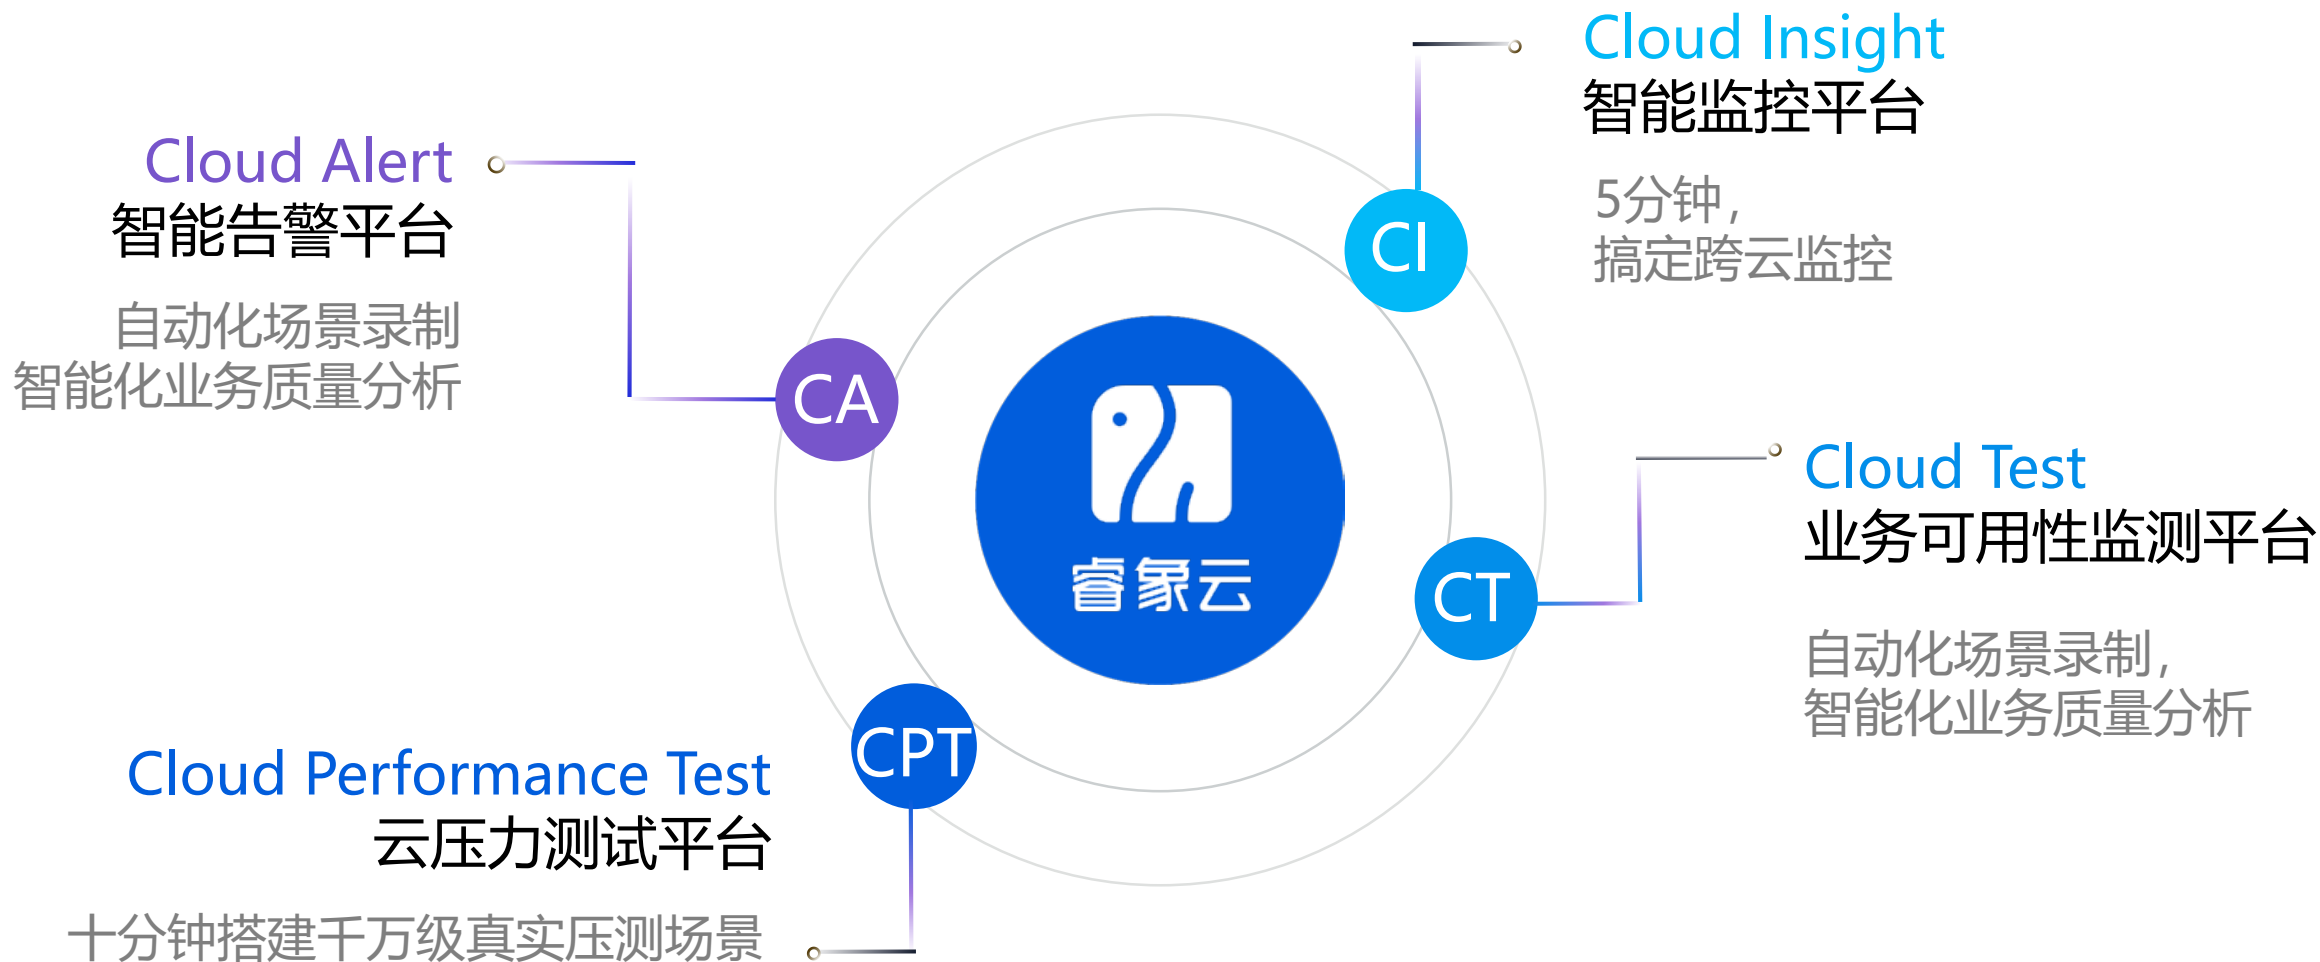 Cloud Alert
智能告警平台
自动化场景录制
智能化业务质量分析
CA
Cloud Insight
智能监控平台
5分钟，
搞定跨云监控
CI
睿象云
Cloud Test
业务可用性监测平台
自动化场景录制，
智能化业务质量分析
CT
CPT
Cloud Performance Test
云压力测试平台
十分钟搭建千万级真实压测场景